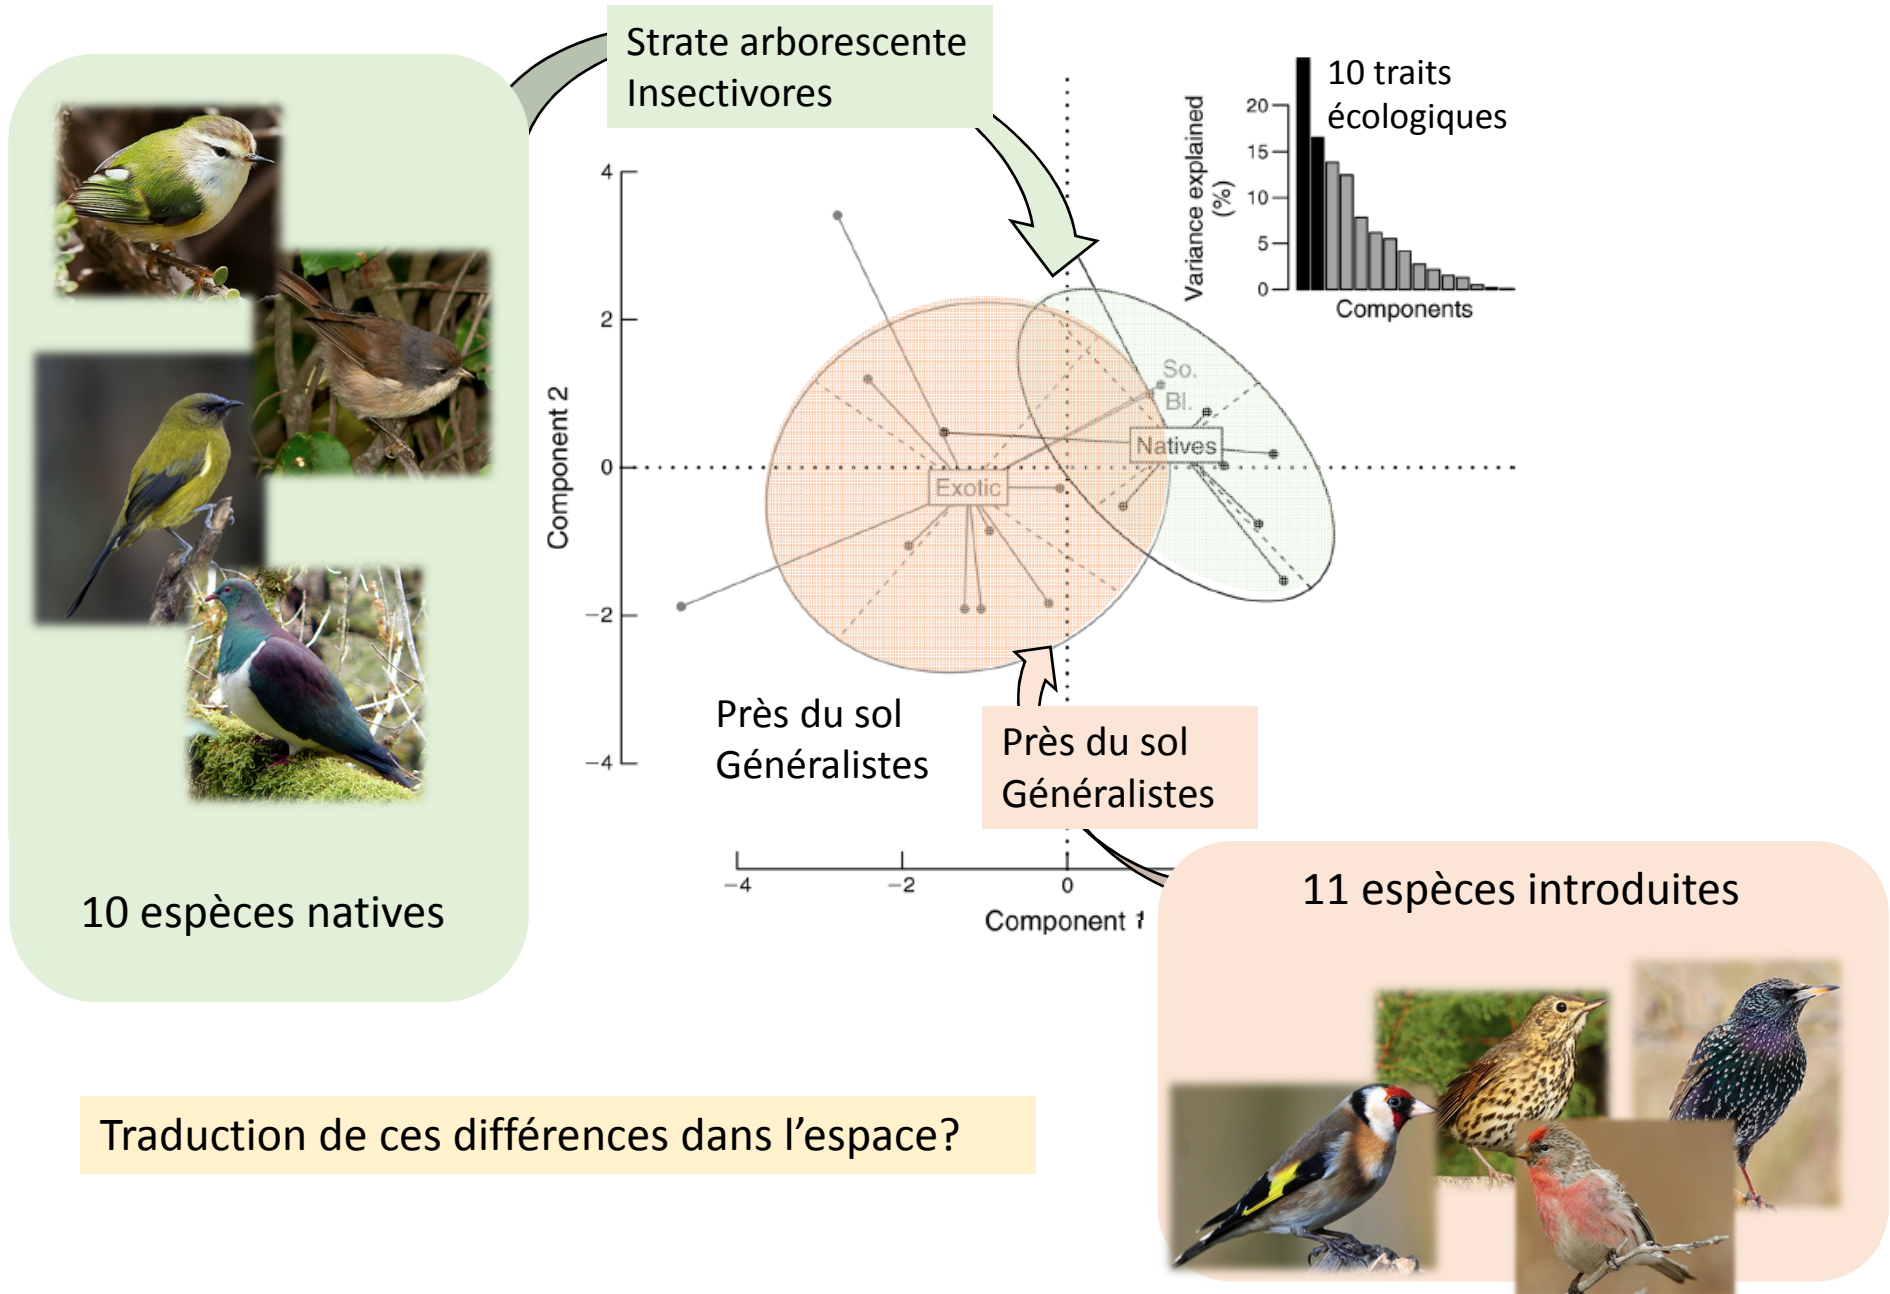 Strate arborescente
Insectivores
10 traits
écologiques
Variance explained
(%)
20
15
10
5
0
Components
4
2
0
−2
−4
Component 2
So.
Bl.
Natives
Exotic
Près du sol
Généralistes
Près du sol
Généralistes
−4
−2
0
Component 1
10 espèces natives
11 espèces introduites
Traduction de ces différences dans l’espace?